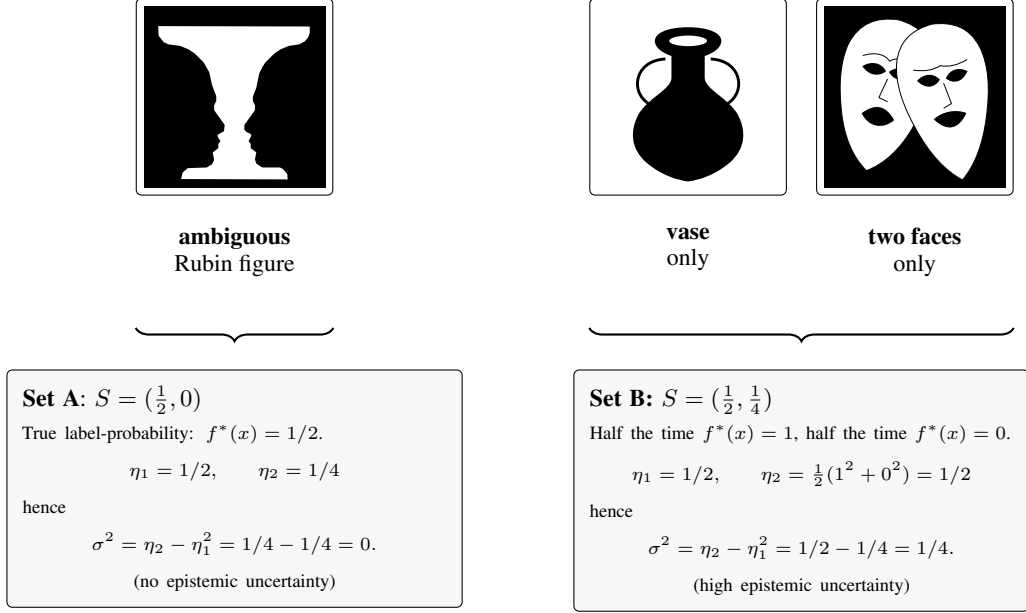 ambiguous
Rubin figure
vase
only
two faces
only
Set A: S = (1/2, 0)
True label-probability: f*(x) = 1/2.
η₁ = 1/2, η₂ = 1/4
hence
σ² = η₂ − η₁² = 1/4 − 1/4 = 0.
(no epistemic uncertainty)
Set B: S = (1/2, 1/4)
Half the time f*(x) = 1, half the time f*(x) = 0.
η₁ = 1/2, η₂ = 1/2(1² + 0²) = 1/2
hence
σ² = η₂ − η₁² = 1/2 − 1/4 = 1/4.
(high epistemic uncertainty)